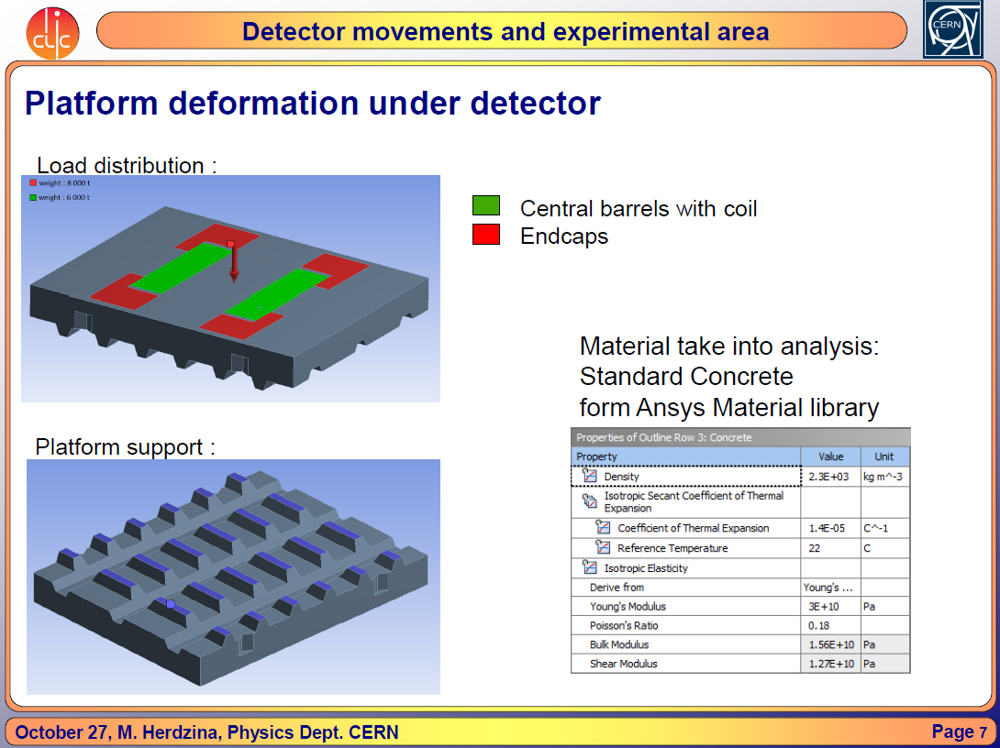 clic
Detector movements and experimental area
CERN
Platform deformation under detector
Load distribution :
weight : 8 000 t
weight : 6 000 t
Central barrels with coil
Endcaps
Material take into analysis:
Standard Concrete
form Ansys Material library
Platform support :
Properties of Outline Row 3: Concrete
Property Value Unit
Density 2.3E+03 kg m^-3
Isotropic Secant Coefficient of Thermal
Expansion
Coefficient of Thermal Expansion 1.4E-05 C^-1
Reference Temperature 22 C
Isotropic Elasticity
Derive from Young's ...
Young's Modulus 3E+10 Pa
Poisson's Ratio 0.18
Bulk Modulus 1.56E+10 Pa
Shear Modulus 1.27E+10 Pa
October 27, M. Herdzina, Physics Dept. CERN
Page 7